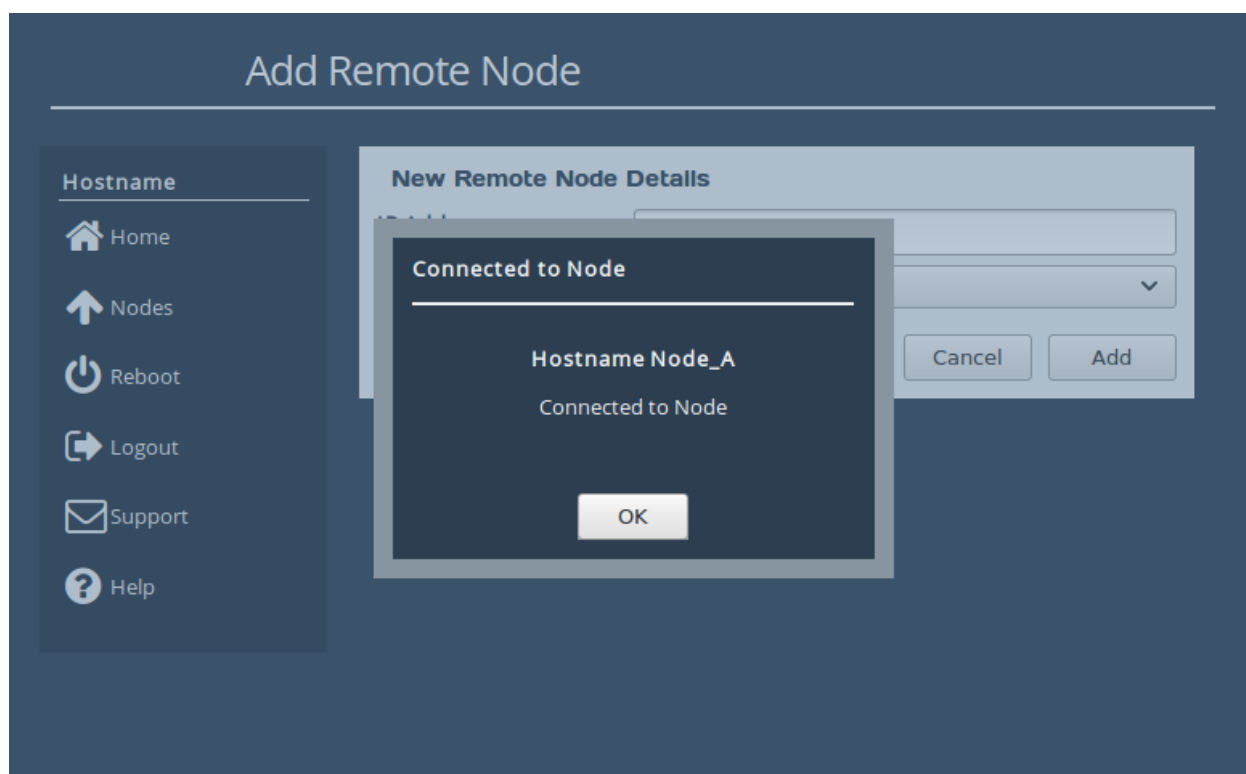 Add Remote Node
Hostname
Home
Nodes
Reboot
Logout
Support
Help
New Remote Node Details
Connected to Node
Hostname Node_A
Connected to Node
OK
Cancel
Add